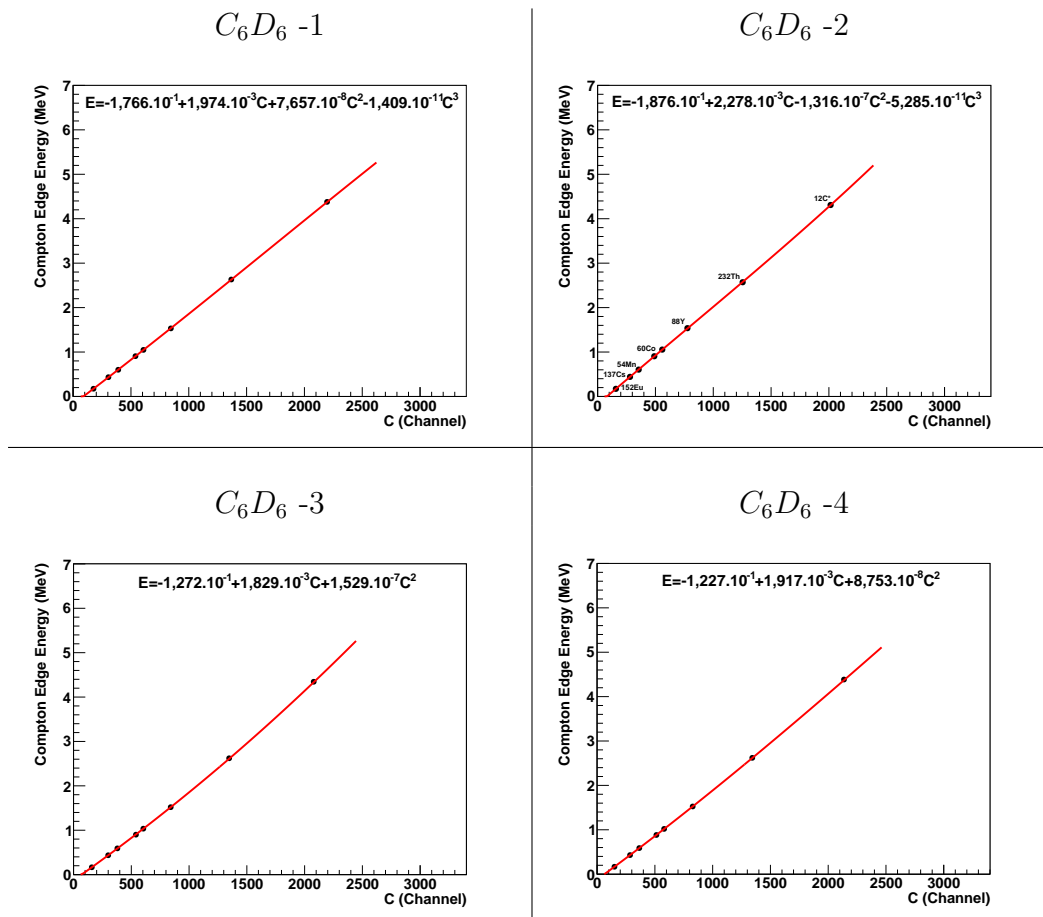 C₆D₆ -1
E=-1,766.10⁻¹+1,974.10⁻³C+7,657.10⁻⁸C²-1,409.10⁻¹¹C³
Compton Edge Energy (MeV)
7
6
5
4
3
2
1
0
0 500 1000 1500 2000 2500 3000
C (Channel)
C₆D₆ -2
E=-1,876.10⁻¹+2,278.10⁻³C-1,316.10⁻⁷C²-5,285.10⁻¹¹C³
Compton Edge Energy (MeV)
7
6
5
4
3
2
1
0
12C*
232Th
88Y
60Co
54Mn
137Cs
152Eu
0 500 1000 1500 2000 2500 3000
C (Channel)
C₆D₆ -3
E=-1,272.10⁻¹+1,829.10⁻³C+1,529.10⁻⁷C²
Compton Edge Energy (MeV)
7
6
5
4
3
2
1
0
0 500 1000 1500 2000 2500 3000
C (Channel)
C₆D₆ -4
E=-1,227.10⁻¹+1,917.10⁻³C+8,753.10⁻⁸C²
Compton Edge Energy (MeV)
7
6
5
4
3
2
1
0
0 500 1000 1500 2000 2500 3000
C (Channel)